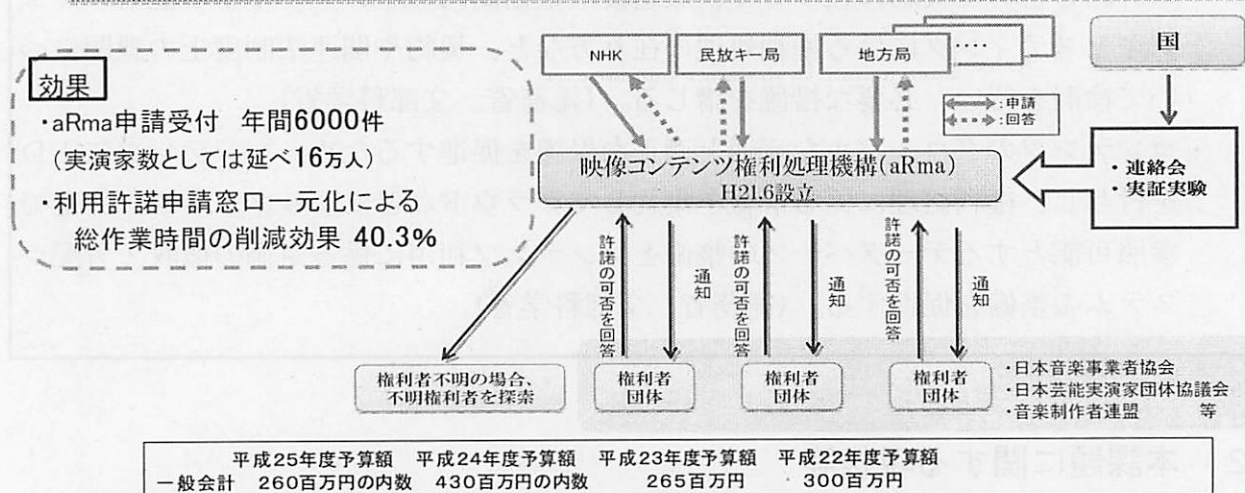 国
NHK
民放キー局
地方局
‥‥
効果
・aRma申請受付 年間6000件
(実演家数としては延べ16万人)
・利用許諾申請窓口一元化による
総作業時間の削減効果 40.3%
:申請
:回答
映像コンテンツ権利処理機構(aRma)
H21.6設立
・連絡会
・実証実験
許諾の可否を回答
通知
許諾の可否を回答
通知
許諾の可否を回答
通知
権利者不明の場合、
不明権利者を探索
権利者
団体
権利者
団体
権利者
団体
・日本音楽事業者協会
・日本芸能実演家団体協議会
・音楽制作者連盟 等
平成25年度予算額 平成24年度予算額 平成23年度予算額 平成22年度予算額
一般会計 260百万円の内数 430百万円の内数 265百万円 300百万円